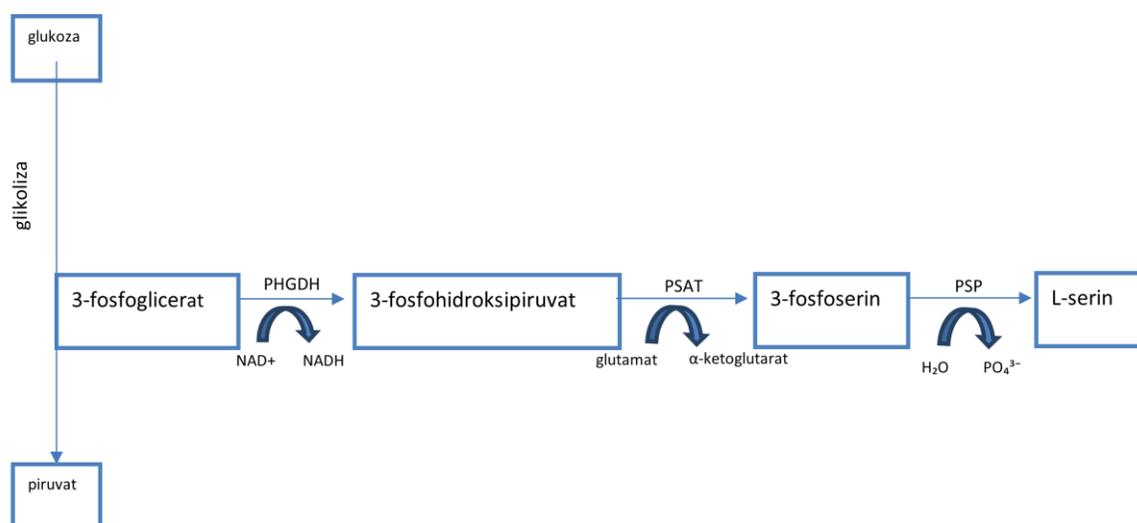 glukoza
glikoliza
3-fosfoglicerat
PHGDH
NAD+
NADH
3-fosfohidroksipiruvat
PSAT
glutamat
α-ketoglutarat
3-fosfoserin
PSP
H₂O
PO₄³⁻
L-serin
piruvat